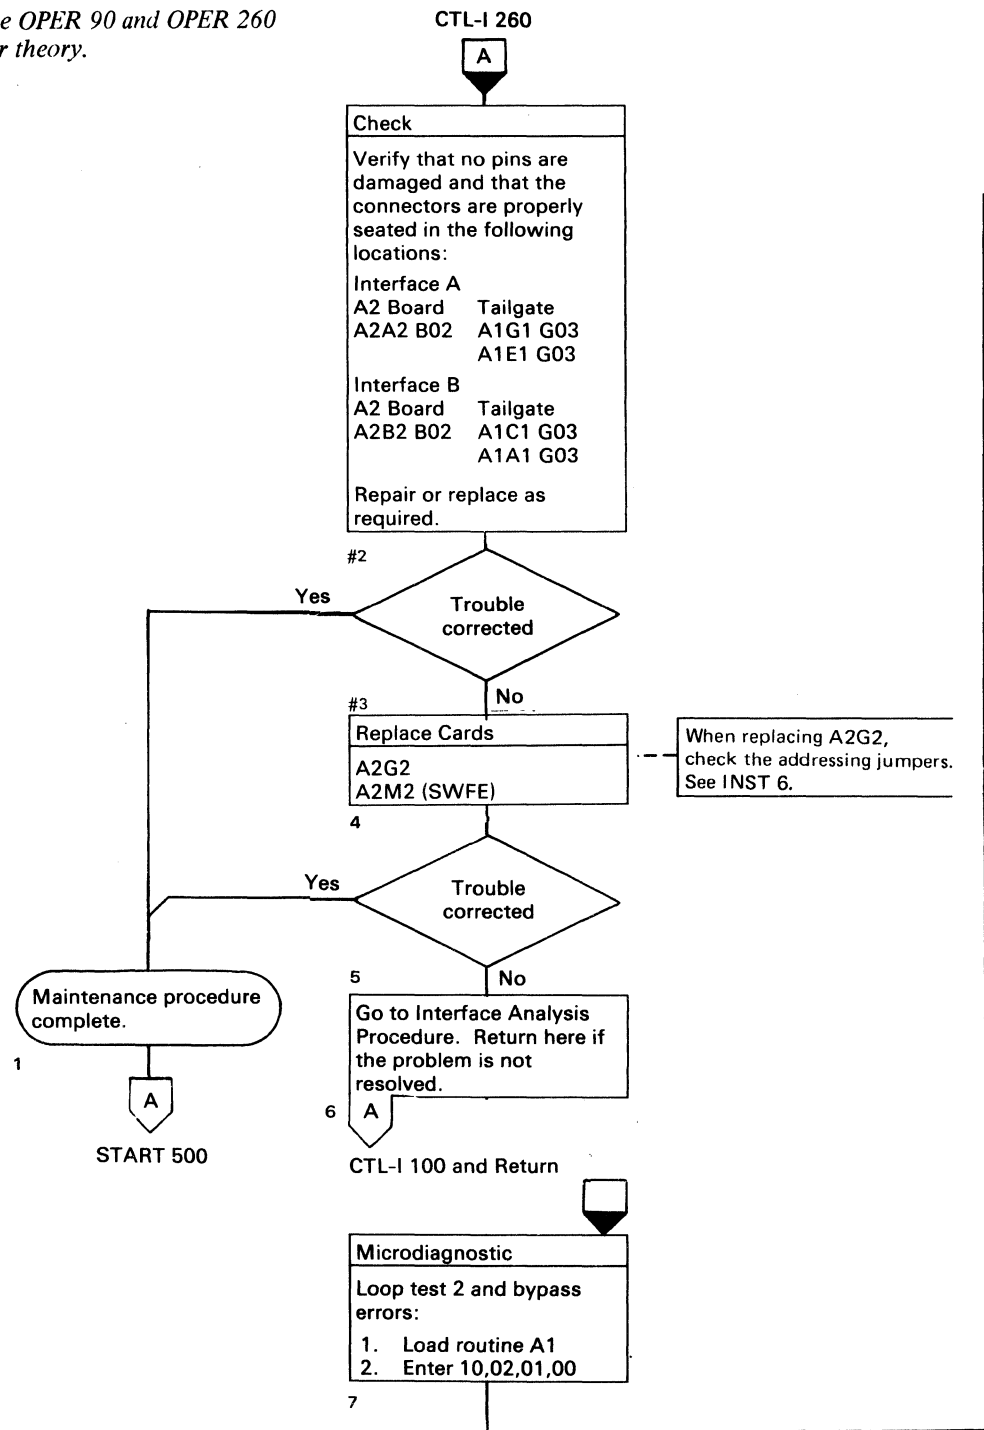 e OPER 90 and OPER 260
r theory.
CTL-I 260
A
Check
Verify that no pins are
damaged and that the
connectors are properly
seated in the following
locations:
Interface A
A2 Board Tailgate
A2A2 B02 A1G1 G03
A1E1 G03
Interface B
A2 Board Tailgate
A2B2 B02 A1C1 G03
A1A1 G03
Repair or replace as
required.
#2
Yes
Trouble
corrected
No
#3
Replace Cards
A2G2
A2M2 (SWFE)
When replacing A2G2,
check the addressing jumpers.
See INST 6.
4
Yes
Trouble
corrected
No
5
Maintenance procedure
complete.
1
A
START 500
Go to Interface Analysis
Procedure. Return here if
the problem is not
resolved.
6
A
CTL-I 100 and Return
Microdiagnostic
Loop test 2 and bypass
errors:
1. Load routine A1
2. Enter 10,02,01,00
7